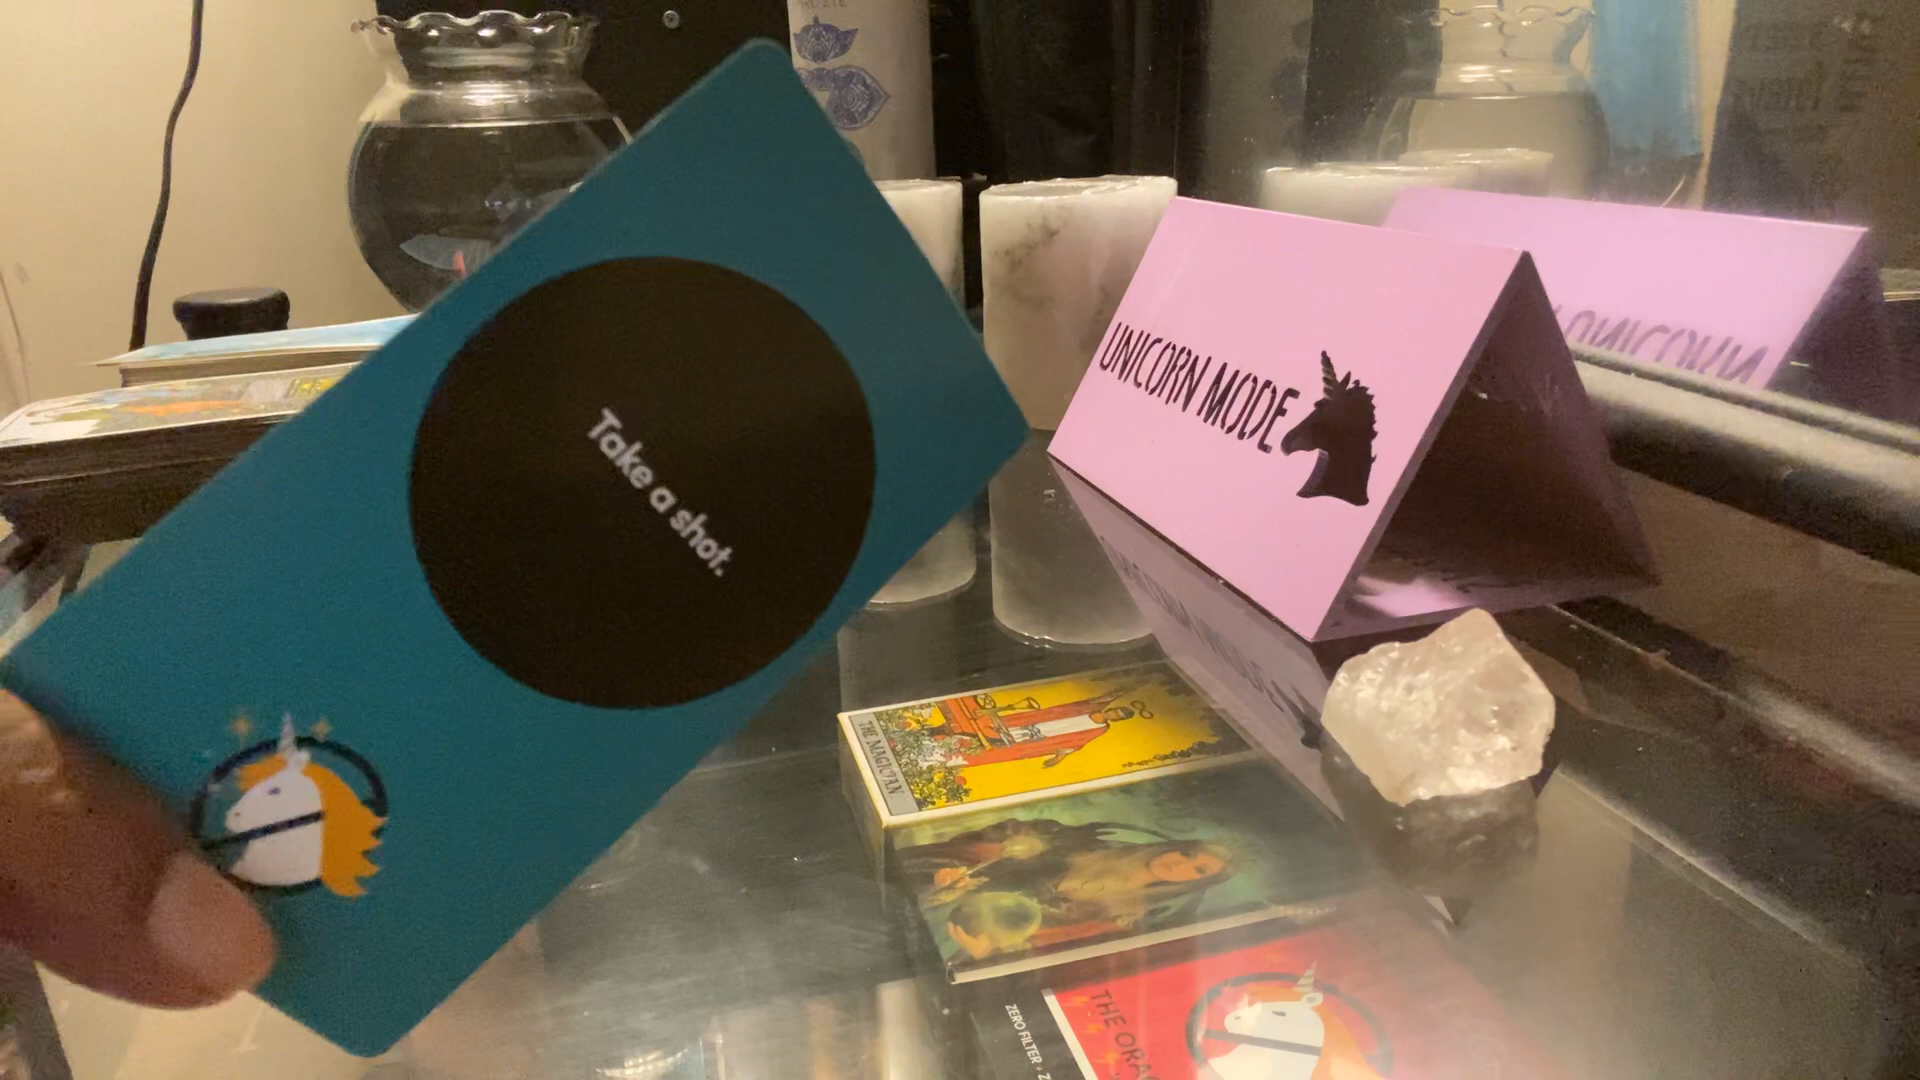 Take a shot.
UNICORN MODE
THE MAGICIAN
THE ORAC
ZERO FILTER + Z